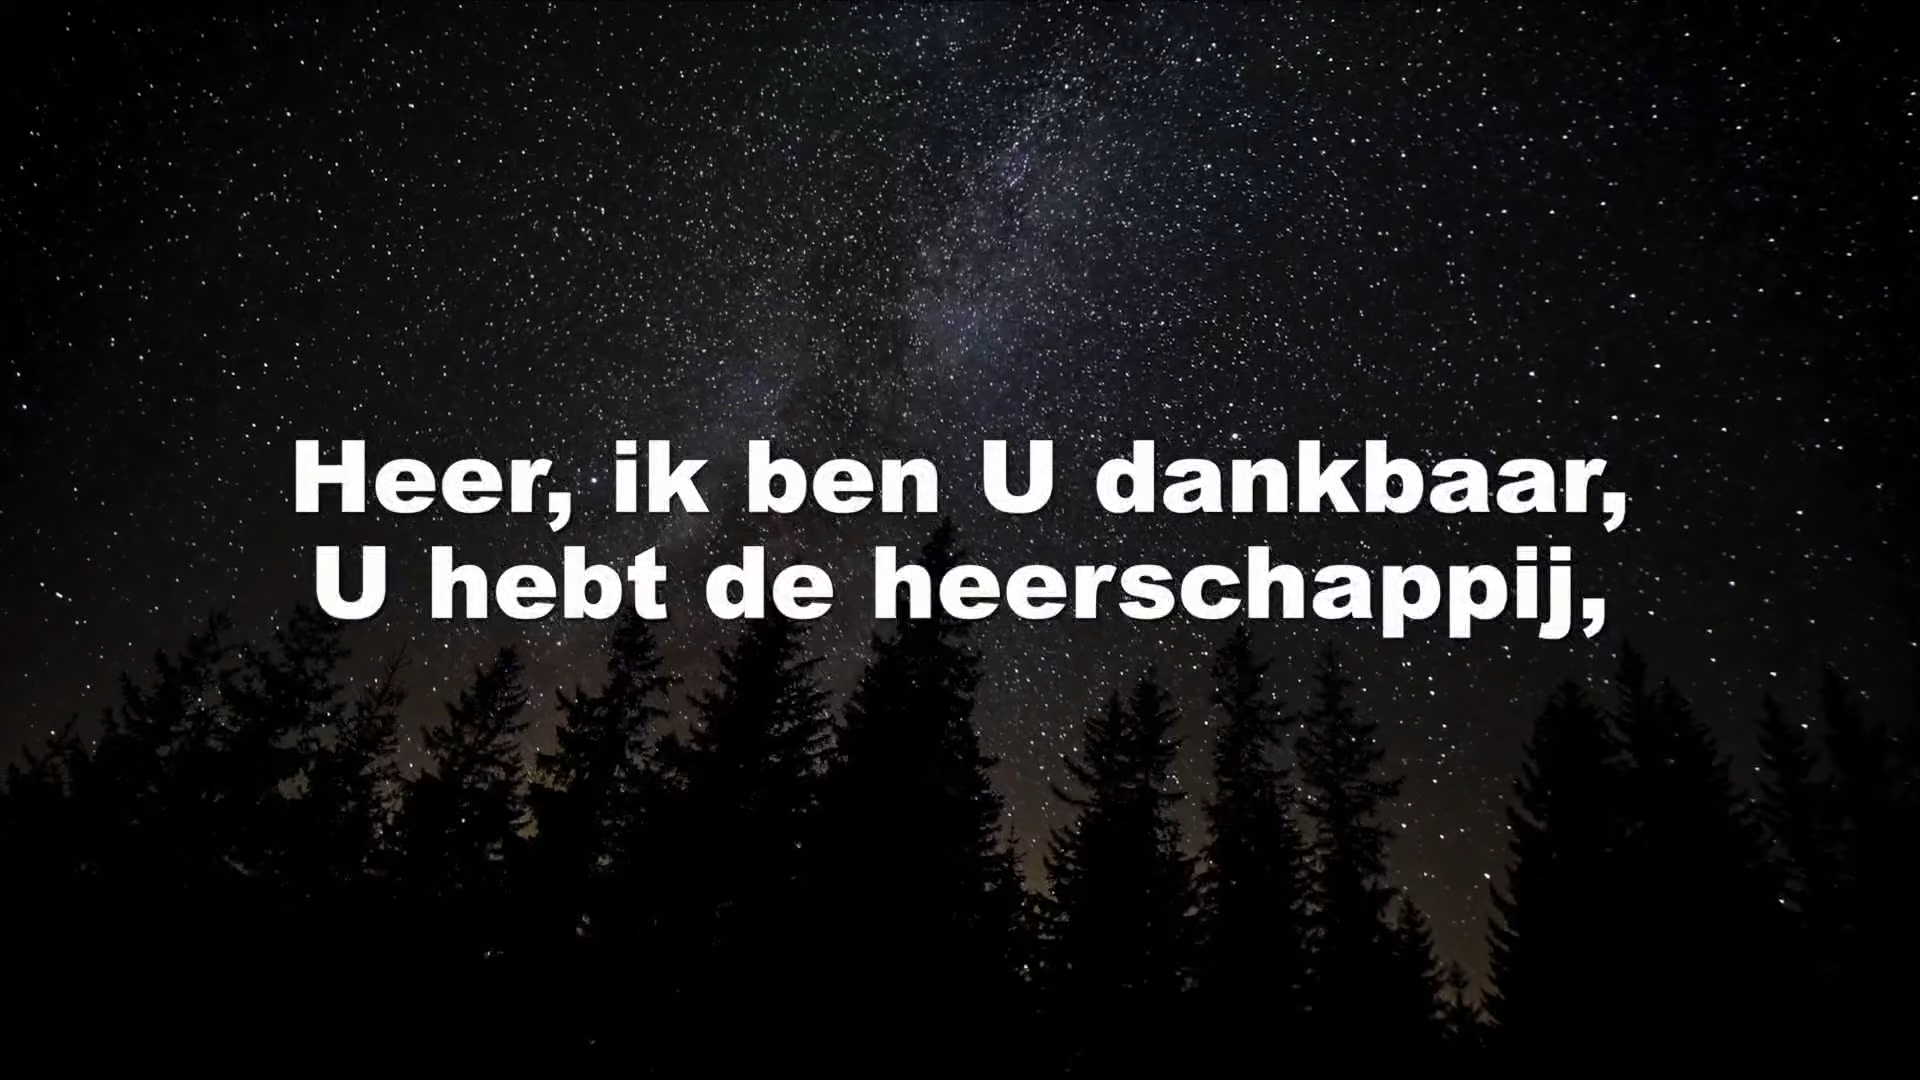 Heer, ik ben U dankbaar,
U hebt de heerschappij,